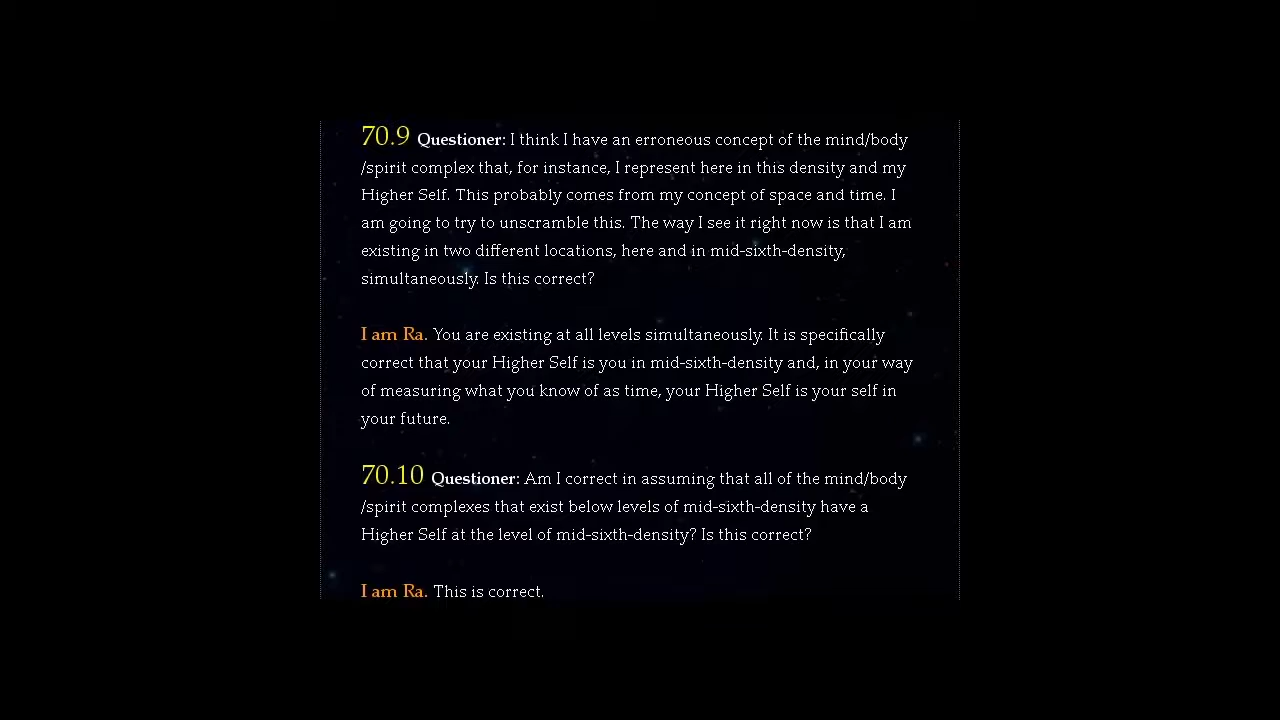 70.9 Questioner: I think I have an erroneous concept of the mind/body
/spirit complex that, for instance, I represent here in this density and my
Higher Self. This probably comes from my concept of space and time. I
am going to try to unscramble this. The way I see it right now is that I am
existing in two different locations, here and in mid-sixth-density,
simultaneously. Is this correct?
I am Ra. You are existing at all levels simultaneously. It is specifically
correct that your Higher Self is you in mid-sixth-density and, in your way
of measuring what you know of as time, your Higher Self is your self in
your future.
70.10 Questioner: Am I correct in assuming that all of the mind/body
/spirit complexes that exist below levels of mid-sixth-density have a
Higher Self at the level of mid-sixth-density? Is this correct?
I am Ra. This is correct.